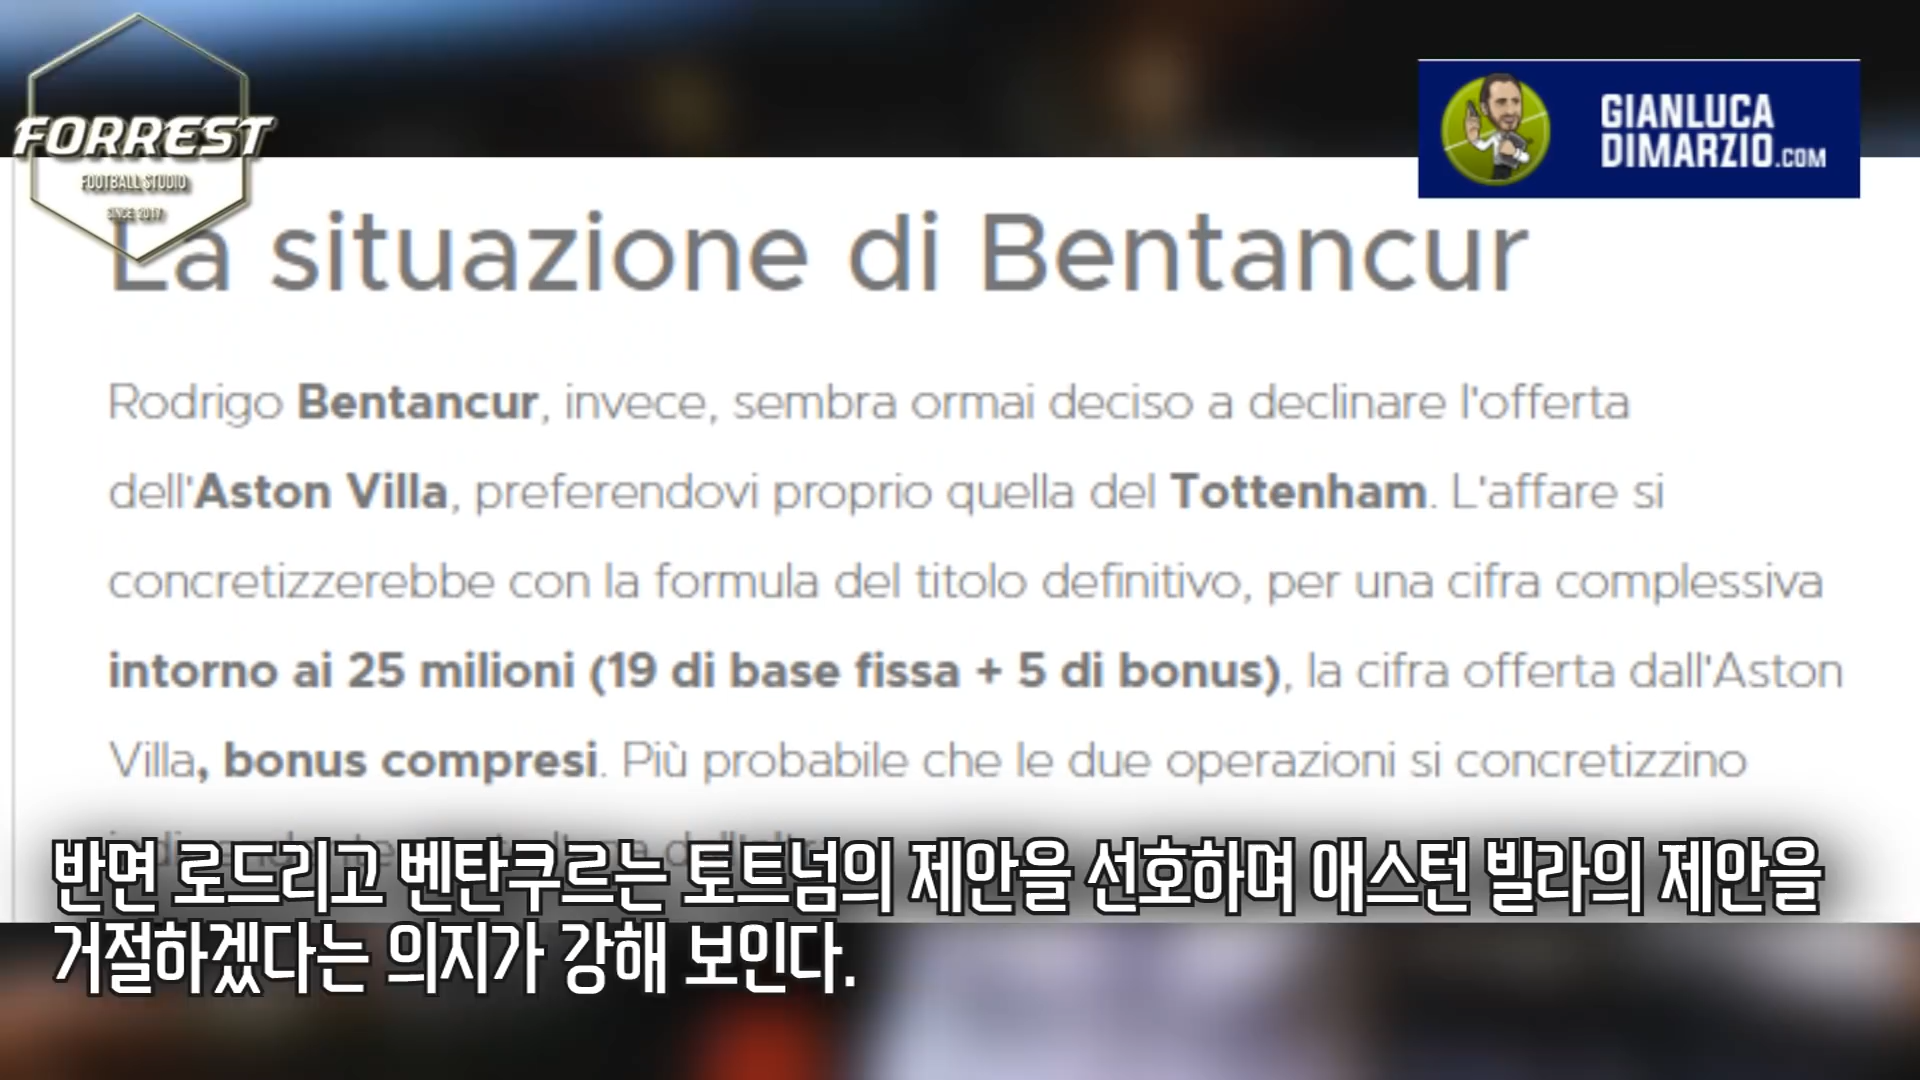 FORREST
FOOTBALL STUDIO
SINCE 2017
GIANLUCA
DIMARZIO.COM
La situazione di Bentancur
Rodrigo Bentancur, invece, sembra ormai deciso a declinare l'offerta
dell'Aston Villa, preferendovi proprio quella del Tottenham. L'affare si
concretizzerebbe con la formula del titolo definitivo, per una cifra complessiva
intorno ai 25 milioni (19 di base fissa + 5 di bonus), la cifra offerta dall'Aston
Villa, bonus compresi. Più probabile che le due operazioni si concretizzino
반면 로드리고 벤탄쿠르는 토트넘의 제안을 선호하며 애스턴 빌라의 제안을
거절하겠다는 의지가 강해 보인다.